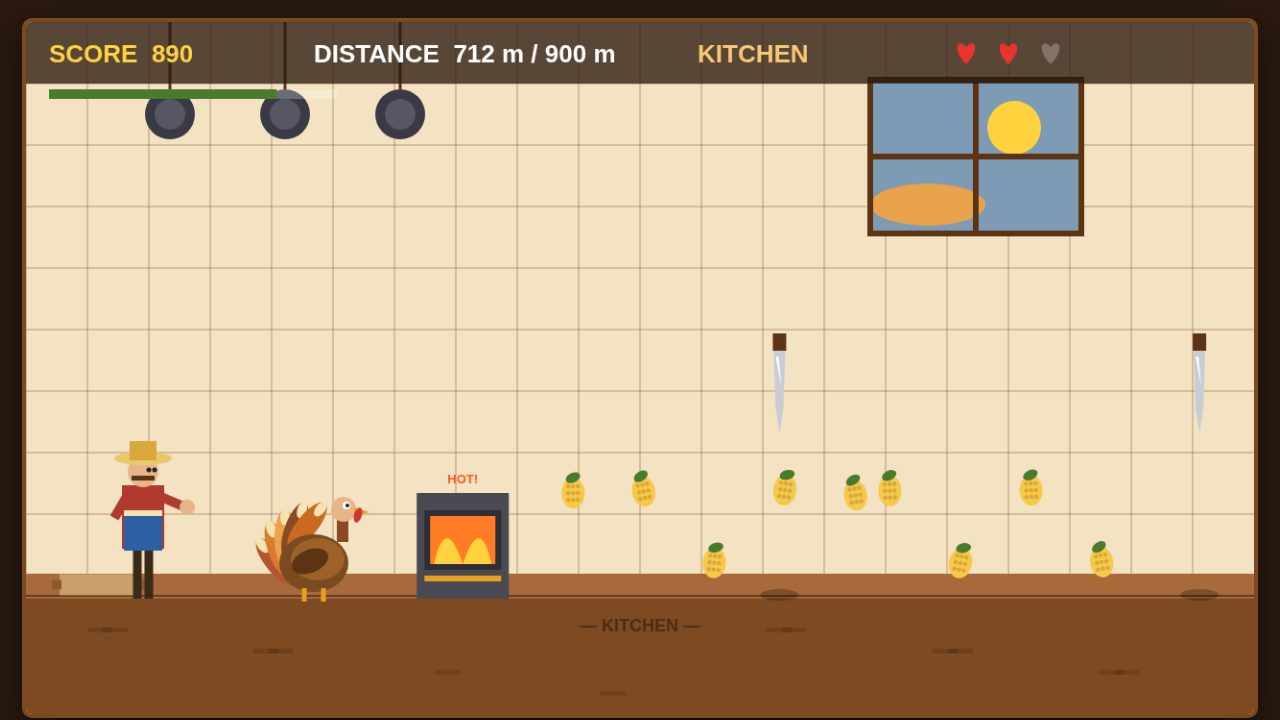 SCORE 890 DISTANCE 712 m / 900 m KITCHEN
HOT!
— KITCHEN —